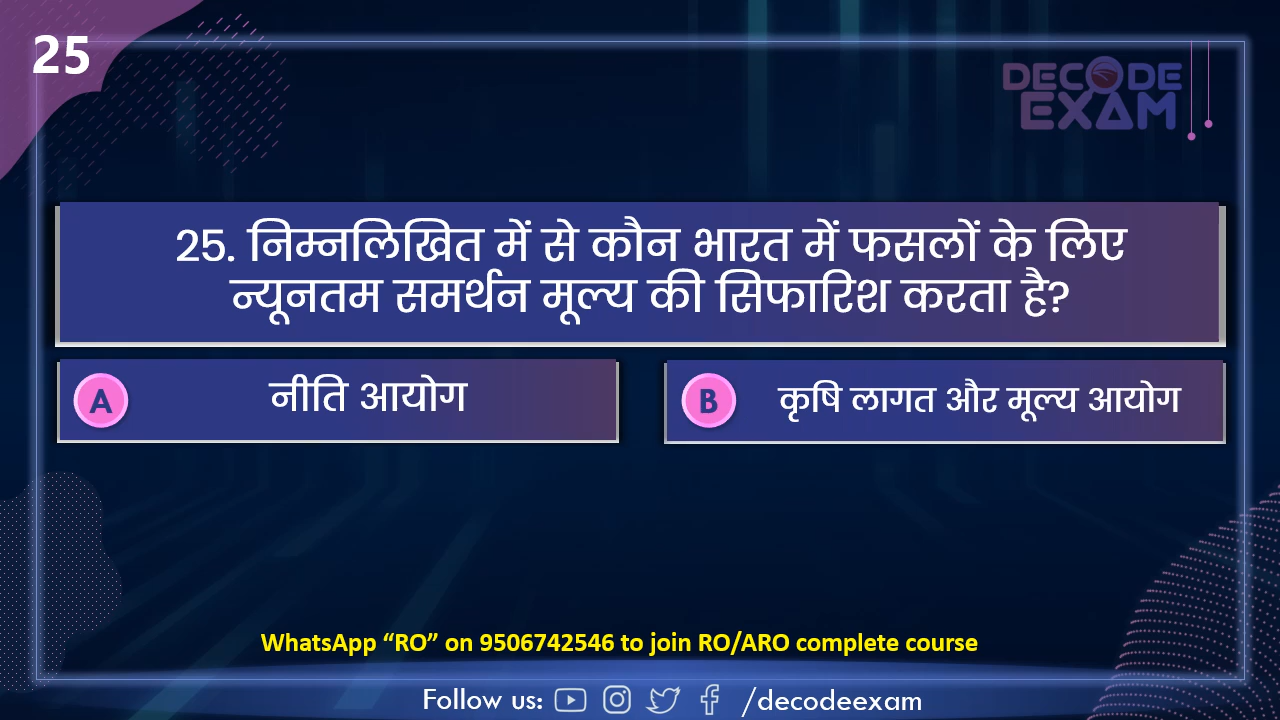 25
DECODE
EXAM
25. निम्नलिखित में से कौन भारत में फसलों के लिए
न्यूनतम समर्थन मूल्य की सिफारिश करता है?
A नीति आयोग
B कृषि लागत और मूल्य आयोग
WhatsApp “RO” on 9506742546 to join RO/ARO complete course
Follow us: /decodeexam